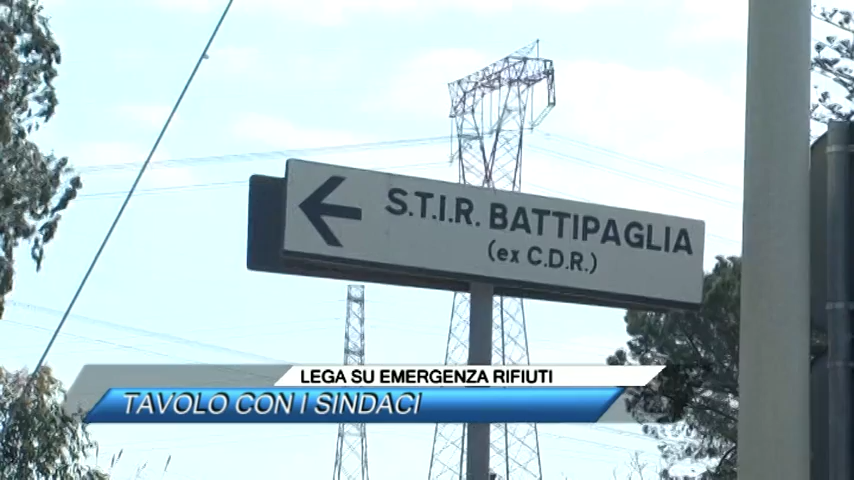 S.T.I.R. BATTIPAGLIA
(ex C.D.R.)
LEGA SU EMERGENZA RIFIUTI
TAVOLO CON I SINDACI